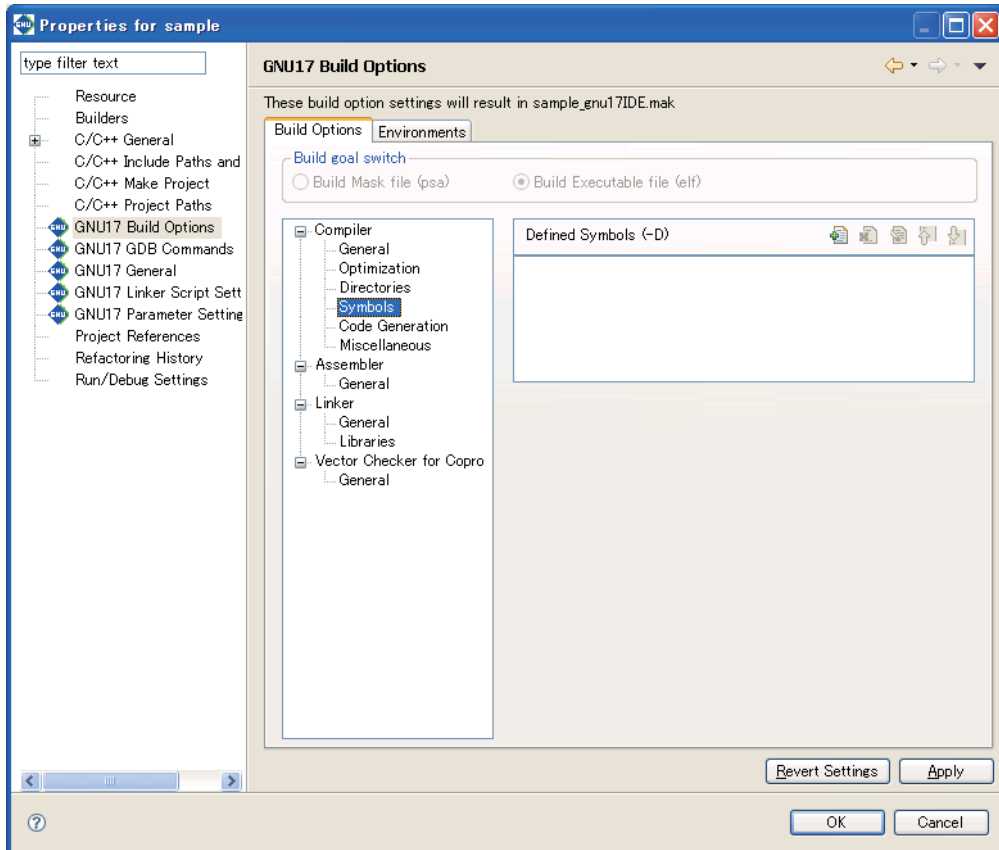 Properties for sample
type filter text
Resource
Builders
C/C++ General
C/C++ Include Paths and
C/C++ Make Project
C/C++ Project Paths
GNU17 Build Options
GNU17 GDB Commands
GNU17 General
GNU17 Linker Script Sett
GNU17 Parameter Setting
Project References
Refactoring History
Run/Debug Settings
GNU17 Build Options
These build option settings will result in sample_gnu17IDE.mak
Build Options
Environments
Build goal switch
Build Mask file (psa)
Build Executable file (elf)
Compiler
General
Optimization
Directories
Symbols
Code Generation
Miscellaneous
Assembler
General
Linker
General
Libraries
Vector Checker for Copro
General
Defined Symbols (-D)
Revert Settings
Apply
OK
Cancel